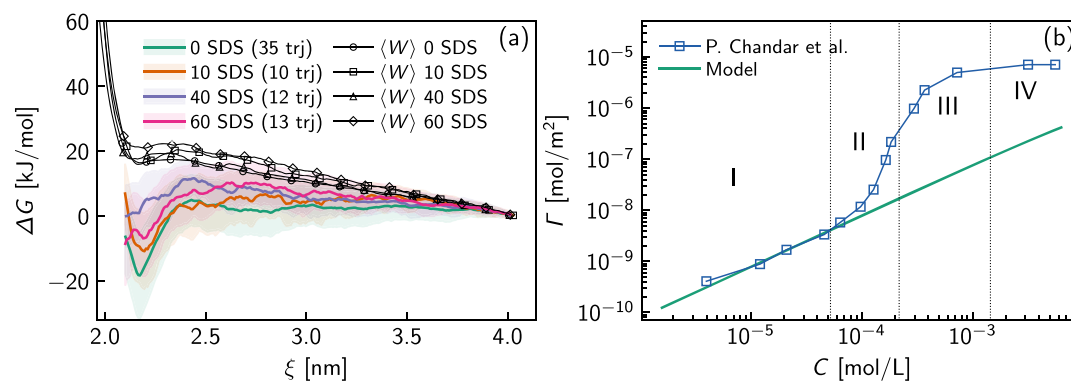 60
40
20
0
−20
ΔG [kJ/mol]
(a)
0 SDS (35 trj)
10 SDS (10 trj)
40 SDS (12 trj)
60 SDS (13 trj)
⟨W⟩ 0 SDS
⟨W⟩ 10 SDS
⟨W⟩ 40 SDS
⟨W⟩ 60 SDS
2.0 2.5 3.0 3.5 4.0
ξ [nm]
(b)
P. Chandar et al.
Model
10⁻⁵
10⁻⁶
10⁻⁷
10⁻⁸
10⁻⁹
10⁻¹⁰
Γ [mol/m²]
I
II
III
IV
10⁻⁵ 10⁻⁴ 10⁻³
C [mol/L]